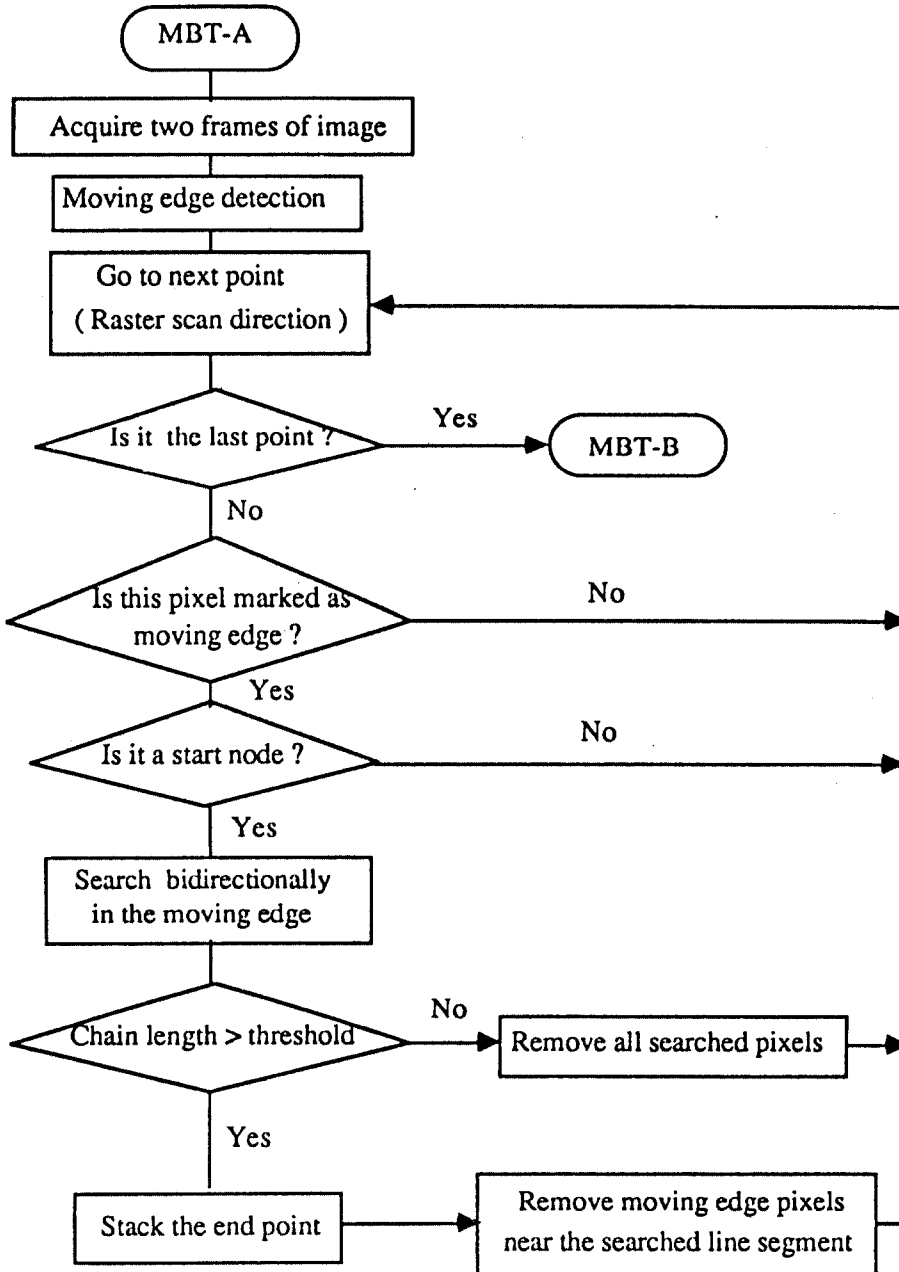 MBT-A
Acquire two frames of image
Moving edge detection
Go to next point
( Raster scan direction )
Is it the last point ?
Yes
MBT-B
No
Is this pixel marked as
moving edge ?
No
Yes
Is it a start node ?
No
Yes
Search bidirectionally
in the moving edge
Chain length > threshold
No
Remove all searched pixels
Yes
Stack the end point
Remove moving edge pixels
near the searched line segment